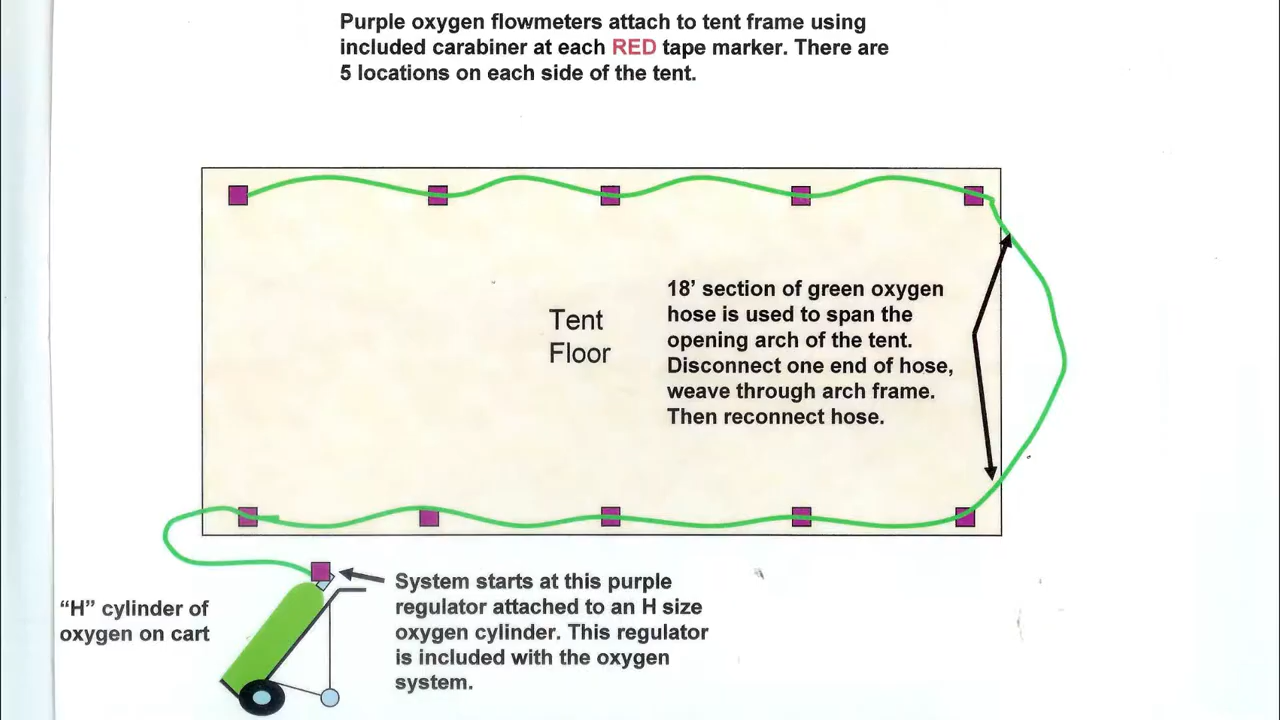 Purple oxygen flowmeters attach to tent frame using
included carabiner at each RED tape marker. There are
5 locations on each side of the tent.
18’ section of green oxygen
hose is used to span the
opening arch of the tent.
Disconnect one end of hose,
weave through arch frame.
Then reconnect hose.
Tent
Floor
“H” cylinder of
oxygen on cart
System starts at this purple
regulator attached to an H size
oxygen cylinder. This regulator
is included with the oxygen
system.